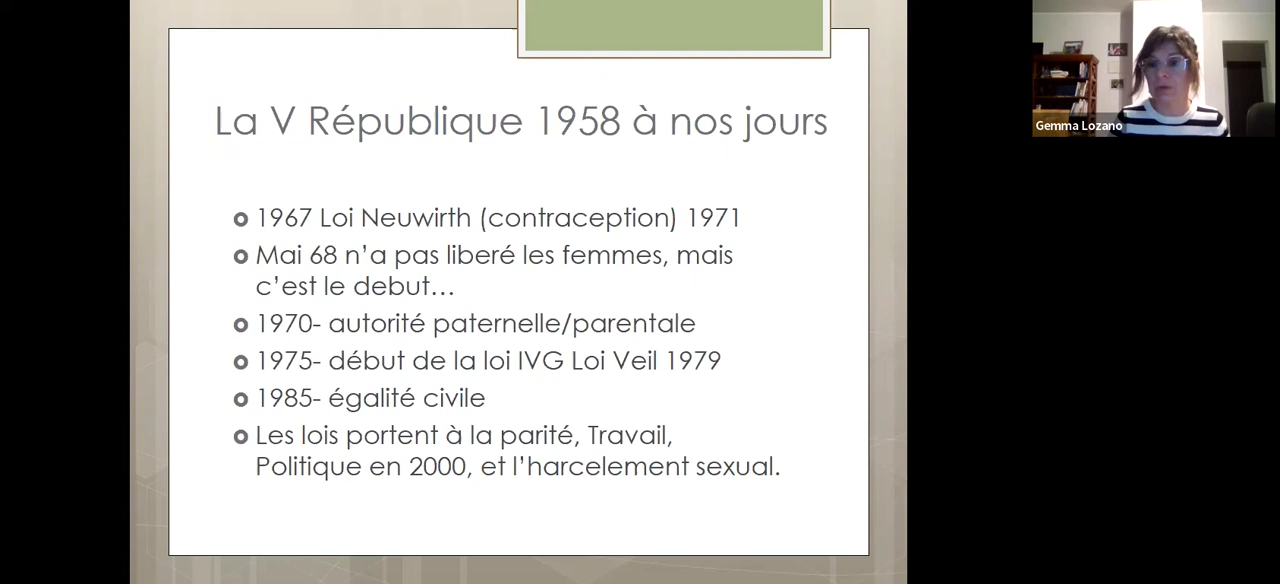 La V République 1958 à nos jours
1967 Loi Neuwirth (contraception) 1971
Mai 68 n’a pas liberé les femmes, mais
c’est le debut…
1970- autorité paternelle/parentale
1975- début de la loi IVG Loi Veil 1979
1985- égalité civile
Les lois portent à la parité, Travail,
Politique en 2000, et l’harcelement sexual.
Gemma Lozano